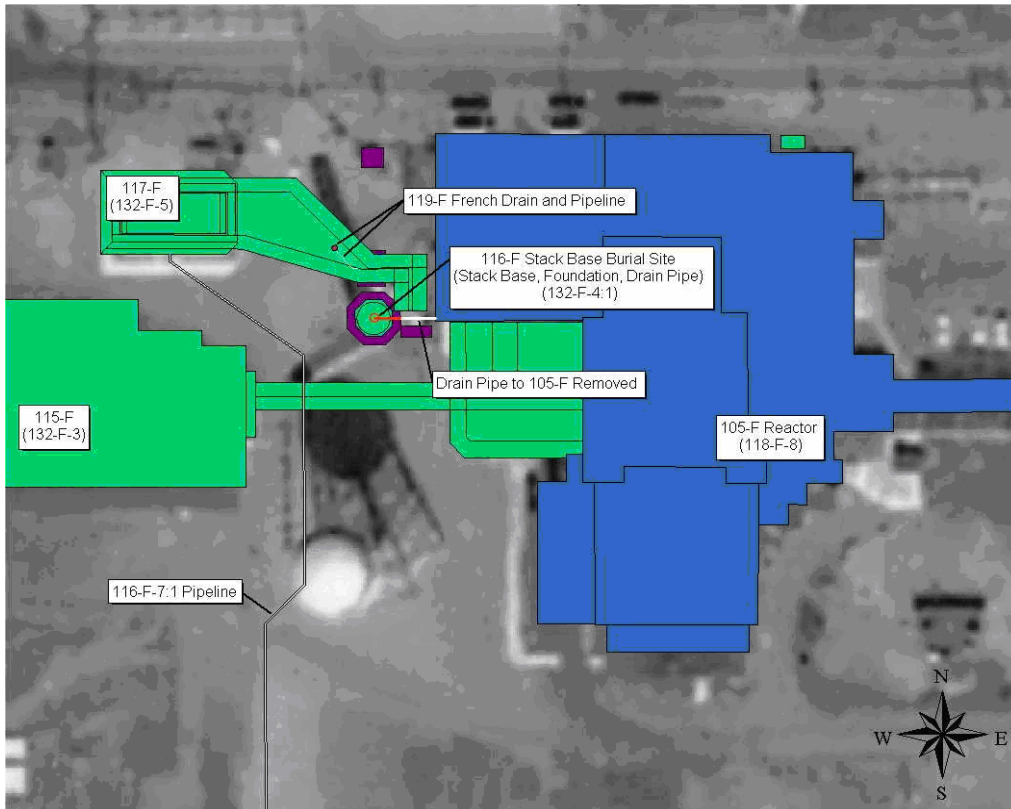 117-F
(132-F-5)
119-F French Drain and Pipeline
116-F Stack Base Burial Site
(Stack Base, Foundation, Drain Pipe)
(132-F-4:1)
Drain Pipe to 105-F Removed
115-F
(132-F-3)
105-F Reactor
(118-F-8)
116-F-7:1 Pipeline
N
W
E
S